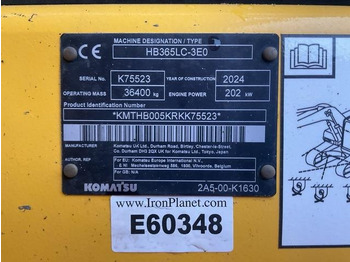 MACHINE DESIGNATION / TYPE
CE HB365LC-3E0
SERIAL No. K75523 YEAR OF CONSTRUCTION 2024
OPERATING MASS 36400 kg ENGINE POWER 202 kW
Product Identification Number
*KMTHB005KRKK75523*
Manufacturer
Komatsu UK Ltd., Durham Road, Birtley, Chester-le-Street,
Co. Durham DH3 2QX UK for Komatsu Ltd., Tokyo, Japan
For EU: Komatsu Europe International N.V.
Mechelsesteenweg 586, 1800, Vilvoorde, Belgium
For GB: N/A
KOMATSU 2A5-00-K1630
www.IronPlanet.com
E60348